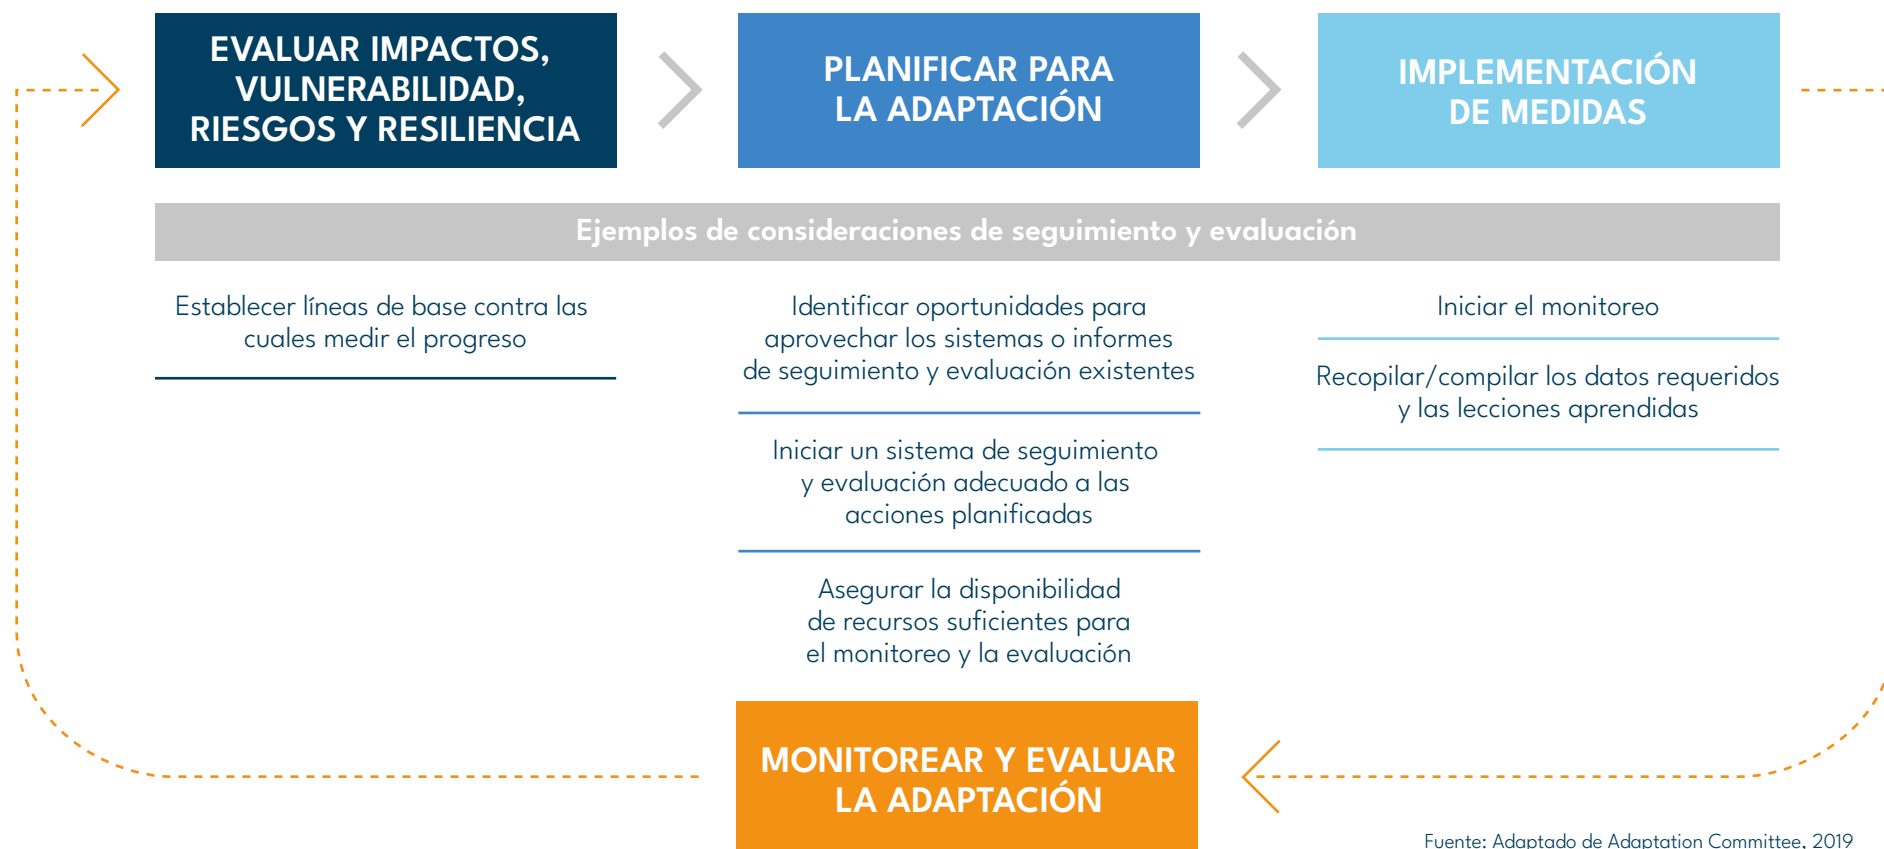 EVALUAR IMPACTOS,
VULNERABILIDAD,
RIESGOS Y RESILIENCIA
PLANIFICAR PARA
LA ADAPTACIÓN
IMPLEMENTACIÓN
DE MEDIDAS
Ejemplos de consideraciones de seguimiento y evaluación
Establecer líneas de base contra las
cuales medir el progreso
Identificar oportunidades para
aprovechar los sistemas o informes
de seguimiento y evaluación existentes
Iniciar un sistema de seguimiento
y evaluación adecuado a las
acciones planificadas
Asegurar la disponibilidad
de recursos suficientes para
el monitoreo y la evaluación
Iniciar el monitoreo
Recopilar/compilar los datos requeridos
y las lecciones aprendidas
MONITOREAR Y EVALUAR
LA ADAPTACIÓN
Fuente: Adaptado de Adaptation Committee, 2019